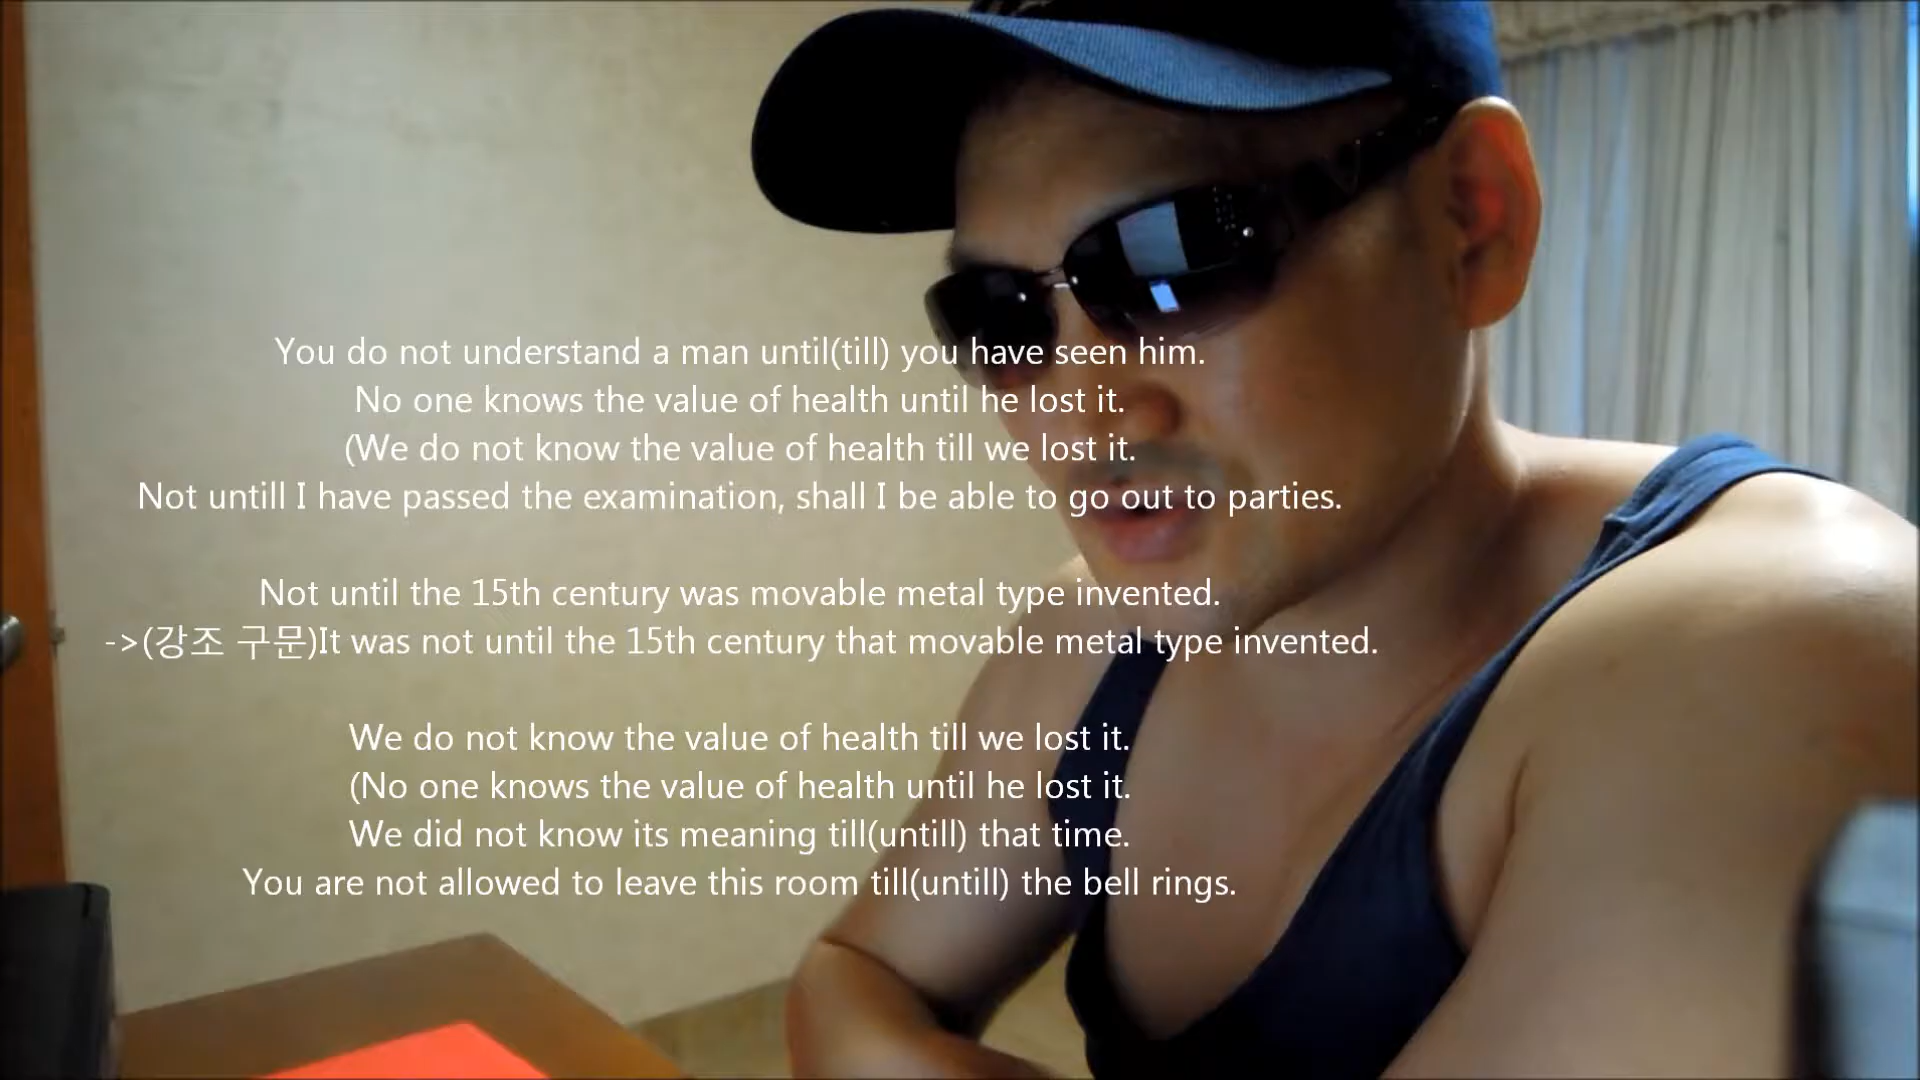 You do not understand a man until(till) you have seen him.
No one knows the value of health until he lost it.
(We do not know the value of health till we lost it.
Not untill I have passed the examination, shall I be able to go out to parties.
Not until the 15th century was movable metal type invented.
->(강조 구문)It was not until the 15th century that movable metal type invented.
We do not know the value of health till we lost it.
(No one knows the value of health until he lost it.
We did not know its meaning till(untill) that time.
You are not allowed to leave this room till(untill) the bell rings.